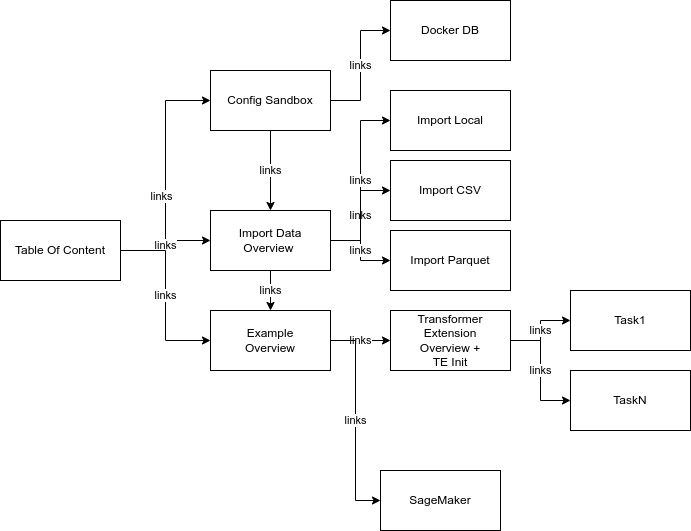 Docker DB
links
Config Sandbox
Import Local
links
links
Import CSV
links
links
Table Of Content
links
Import Data
Overview
links
Import Parquet
links
links
Example
Overview
links
Transformer
Extension
Overview +
TE Init
links
Task1
links
TaskN
links
SageMaker